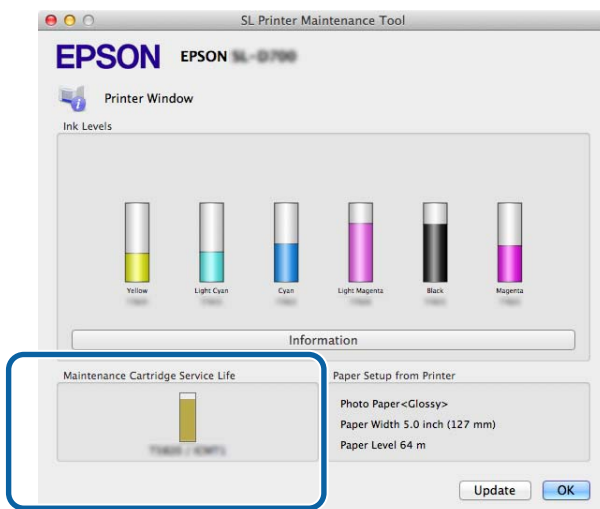 SL Printer Maintenance Tool
EPSON EPSON
Printer Window
Ink Levels
Yellow Light Cyan Cyan Light Magenta Black Magenta
Information
Maintenance Cartridge Service Life Paper Setup from Printer
Photo Paper<Glossy>
Paper Width 5.0 inch (127 mm)
Paper Level 64 m
Update OK